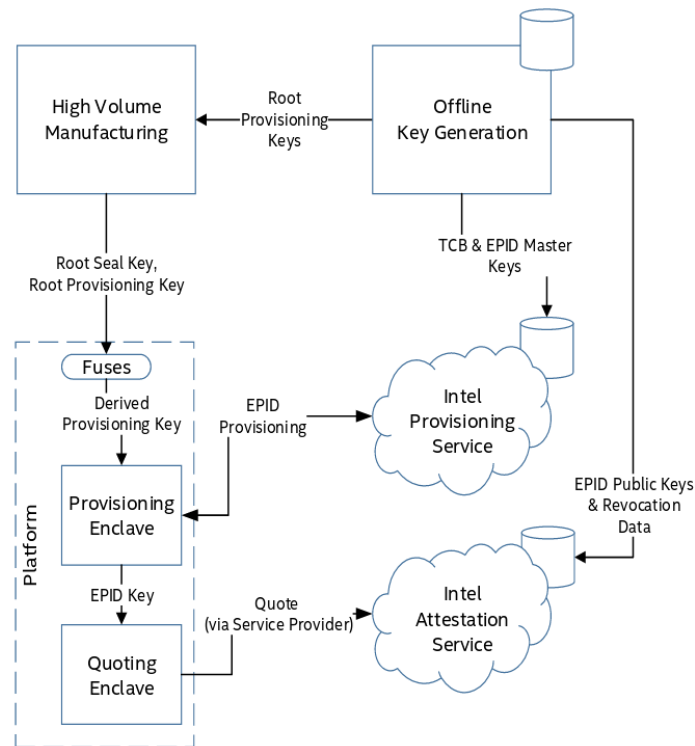 High Volume
Manufacturing
Root
Provisioning
Keys
Offline
Key Generation
TCB & EPID Master
Keys
Root Seal Key,
Root Provisioning Key
Fuses
Derived
Provisioning Key
EPID
Provisioning
Intel
Provisioning
Service
Provisioning
Enclave
Platform
EPID Public Keys
& Revocation
Data
EPID Key
Quote
(via Service Provider)
Intel
Attestation
Service
Quoting
Enclave